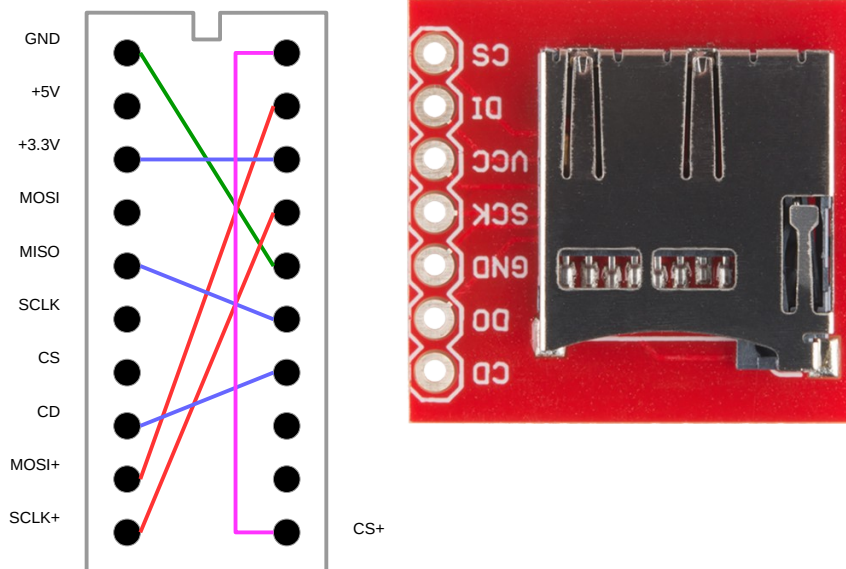 GND
+5V
+3.3V
MOSI
MISO
SCLK
CS
CD
MOSI+
SCLK+
CS+
CS
DI
VCC
SCK
GND
DO
CD